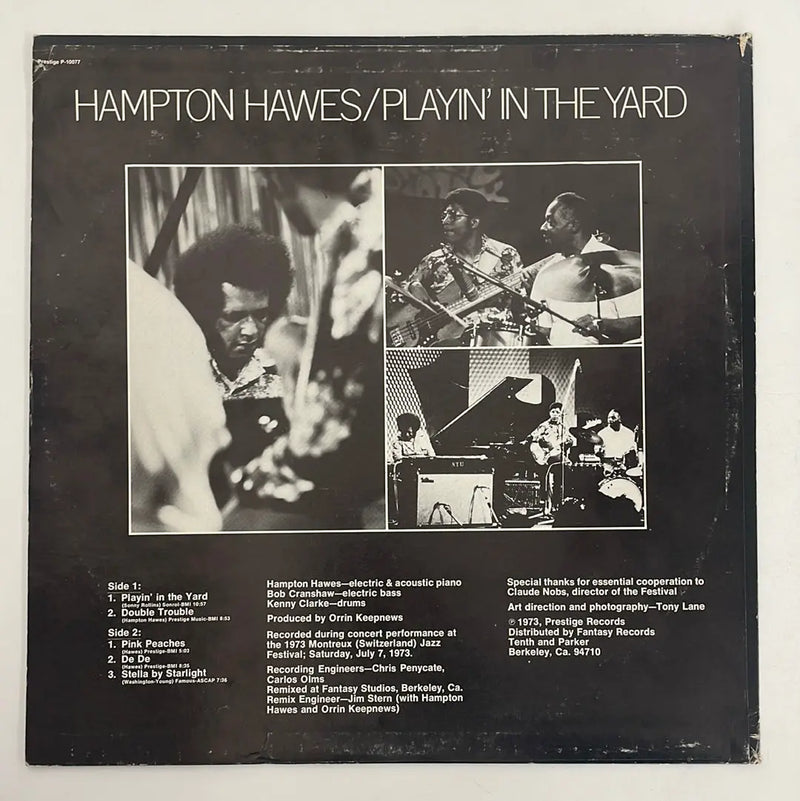 Prestige P-10077
HAMPTON HAWES/PLAYIN' IN THE YARD
Side 1:
1. Playin' in the Yard
(Sonny Rollins) Sonrol-BMI 10:57
2. Double Trouble
(Hampton Hawes) Prestige Music-BMI 8:53
Side 2:
1. Pink Peaches
(Hawes) Prestige-BMI 5:03
2. De De
(Hawes) Prestige-BMI 8:35
3. Stella by Starlight
(Washington-Young) Famous-ASCAP 7:36
Hampton Hawes—electric & acoustic piano
Bob Cranshaw—electric bass
Kenny Clarke—drums
Produced by Orrin Keepnews
Recorded during concert performance at
the 1973 Montreux (Switzerland) Jazz
Festival; Saturday, July 7, 1973.
Recording Engineers—Chris Penycate,
Carlos Olms
Remixed at Fantasy Studios, Berkeley, Ca.
Remix Engineer—Jim Stern (with Hampton
Hawes and Orrin Keepnews)
Special thanks for essential cooperation to
Claude Nobs, director of the Festival
Art direction and photography—Tony Lane
℗ 1973, Prestige Records
Distributed by Fantasy Records
Tenth and Parker
Berkeley, Ca. 94710